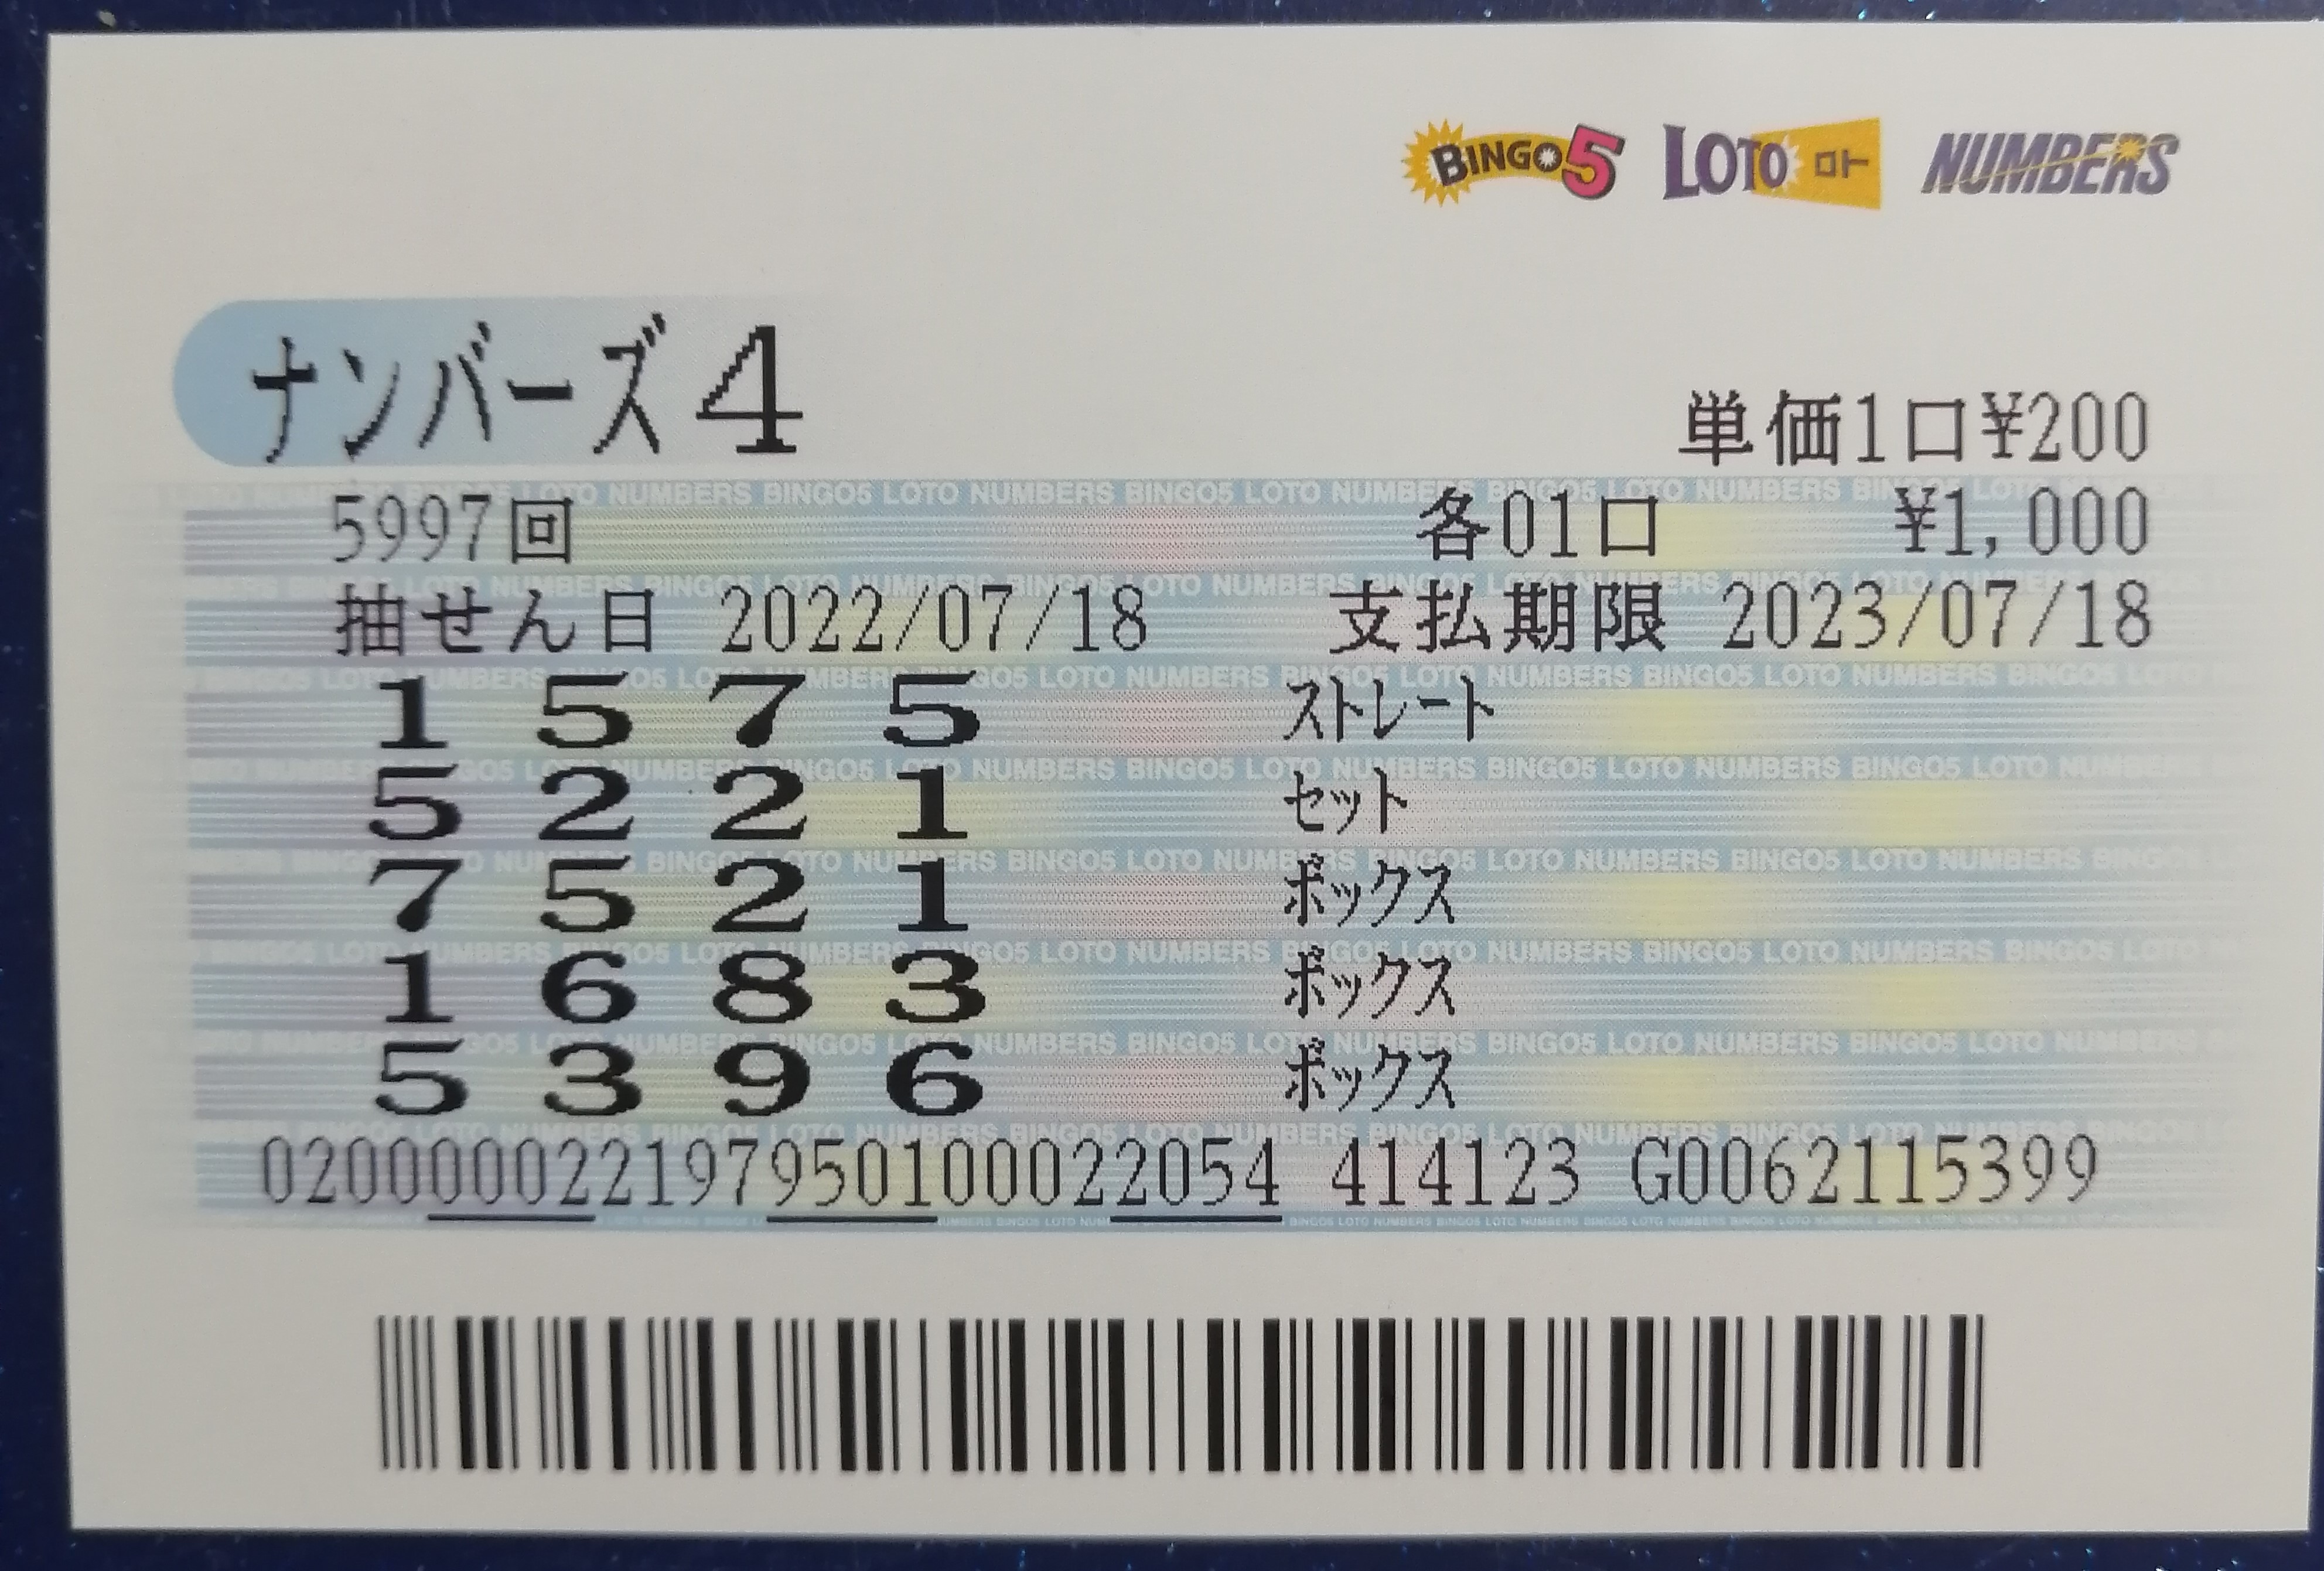 BINGO5 LOTO ロト NUMBERS
ナンバーズ4
単価1口¥200
5997回 各01口 ¥1,000
抽せん日 2022/07/18 支払期限 2023/07/18
1 5 7 5 ストレート
5 2 2 1 セット
7 5 2 1 ボックス
1 6 8 3 ボックス
5 3 9 6 ボックス
020000022197950100022054 414123 G0062115399